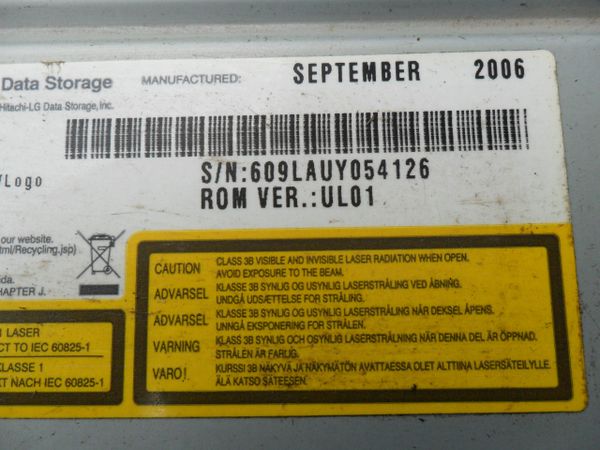 Data Storage MANUFACTURED: SEPTEMBER 2006
Hitachi-LG Data Storage, Inc.
/Logo
S/N:609LAUY054126
ROM VER.:UL01
our website.
tml/Recycling.jsp)
da.
HAPTER J.
LASER
CT TO IEC 60825-1
KLASSE 1
KT NACH IEC 60825-1
CAUTION CLASS 3B VISIBLE AND INVISIBLE LASER RADIATION WHEN OPEN.
AVOID EXPOSURE TO THE BEAM.
ADVARSEL KLASSE 3B SYNLIG OG USYNLIG LASERSTRÅLING VED ÅBNING.
UNDGÅ UDSÆTTELSE FOR STRÅLING.
ADVARSEL KLASSE 3B SYNLIG OG USYNLIG LASERSTRÅLING NÅR DEKSEL ÅPENS.
UNNGÅ EKSPONERING FOR STRÅLEN.
VARNING KLASS 3B SYNLIG OCH OSYNLIG LASERSTRÅLNING NÄR DENNA DEL ÄR ÖPPNAD.
STRÅLEN ÄR FARLIG.
VARO! KURSSI 3B NÄKYVÄ JA NÄKYMÄTÖN AVATTAESSA OLET ALTTIINA LASERSÄTEILYLLE.
ÄLÄ KATSO SÄTEESEEN.